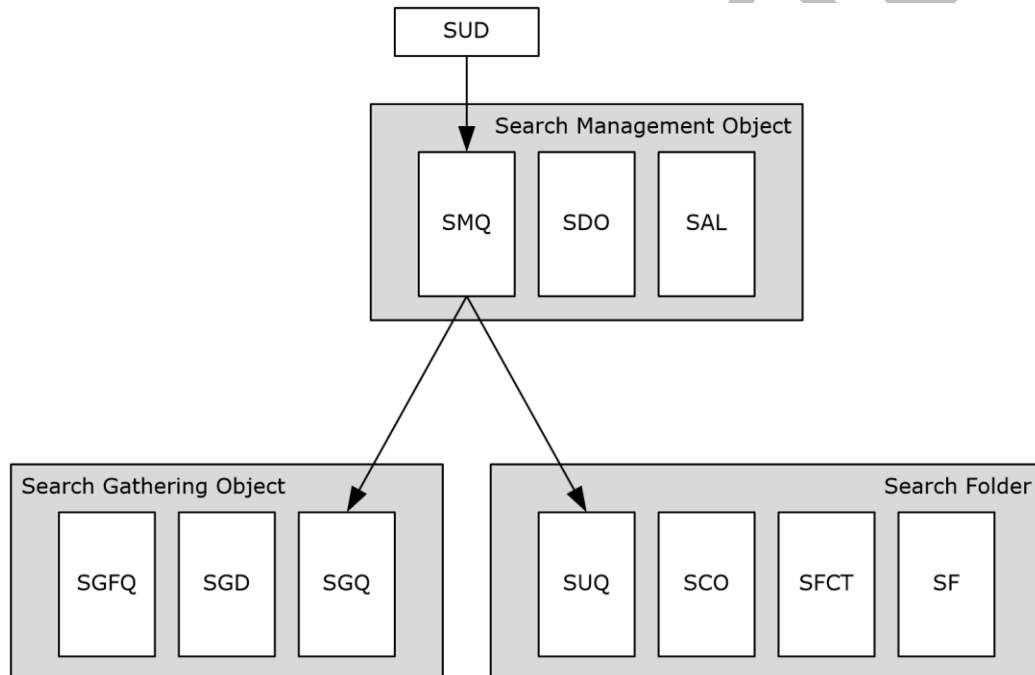 SUD
Search Management Object
SMQ SDO SAL
Search Gathering Object
SGFQ SGD SGQ
Search Folder
SUQ SCO SFCT SF